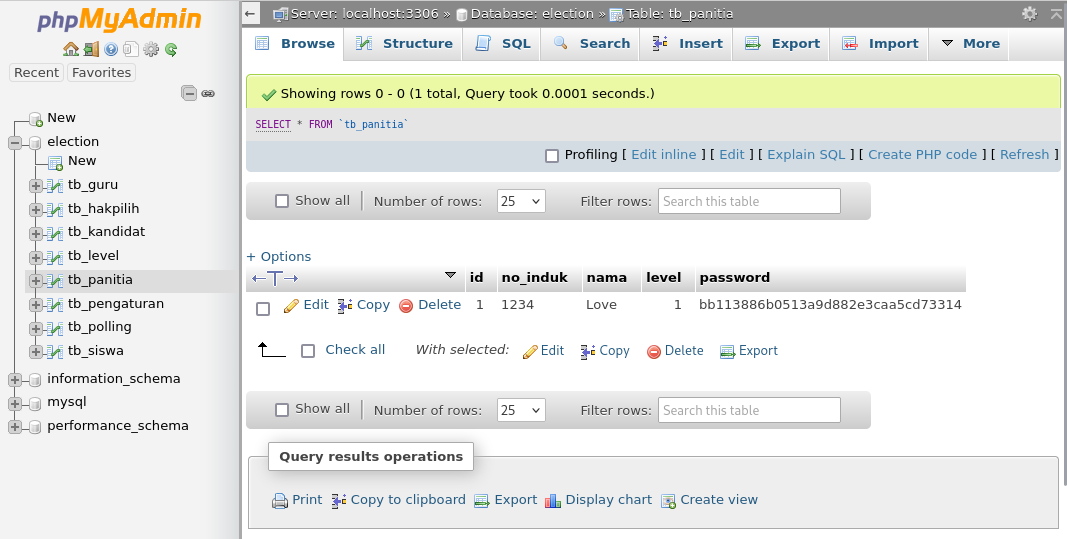 phpMyAdmin
Recent Favorites
New
election
New
tb_guru
tb_hakpilih
tb_kandidat
tb_level
tb_panitia
tb_pengaturan
tb_polling
tb_siswa
information_schema
mysql
performance_schema
Server: localhost:3306 » Database: election » Table: tb_panitia
Browse Structure SQL Search Insert Export Import More
Showing rows 0 - 0 (1 total, Query took 0.0001 seconds.)
SELECT * FROM `tb_panitia`
Profiling [ Edit inline ] [ Edit ] [ Explain SQL ] [ Create PHP code ] [ Refresh ]
Show all Number of rows: 25 Filter rows: Search this table
+ Options
←T→ id no_induk nama level password
Edit Copy Delete 1 1234 Love 1 bb113886b0513a9d882e3caa5cd73314
Check all With selected: Edit Copy Delete Export
Show all Number of rows: 25 Filter rows: Search this table
Query results operations
Print Copy to clipboard Export Display chart Create view